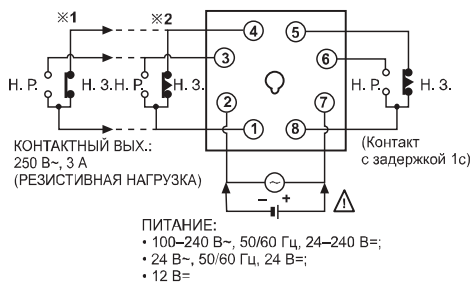 ※1 ※2
4 5
3 6
Н. Р. Н. З. Н. Р. Н. З. Н. Р. Н. З.
2 7
1 8
КОНТАКТНЫЙ ВЫХ.:
250 В~, 3 А
(РЕЗИСТИВНАЯ НАГРУЗКА)
(Контакт
с задержкой 1с)
− +
ПИТАНИЕ:
• 100–240 В~, 50/60 Гц, 24–240 В=;
• 24 В~, 50/60 Гц, 24 В=;
• 12 В=